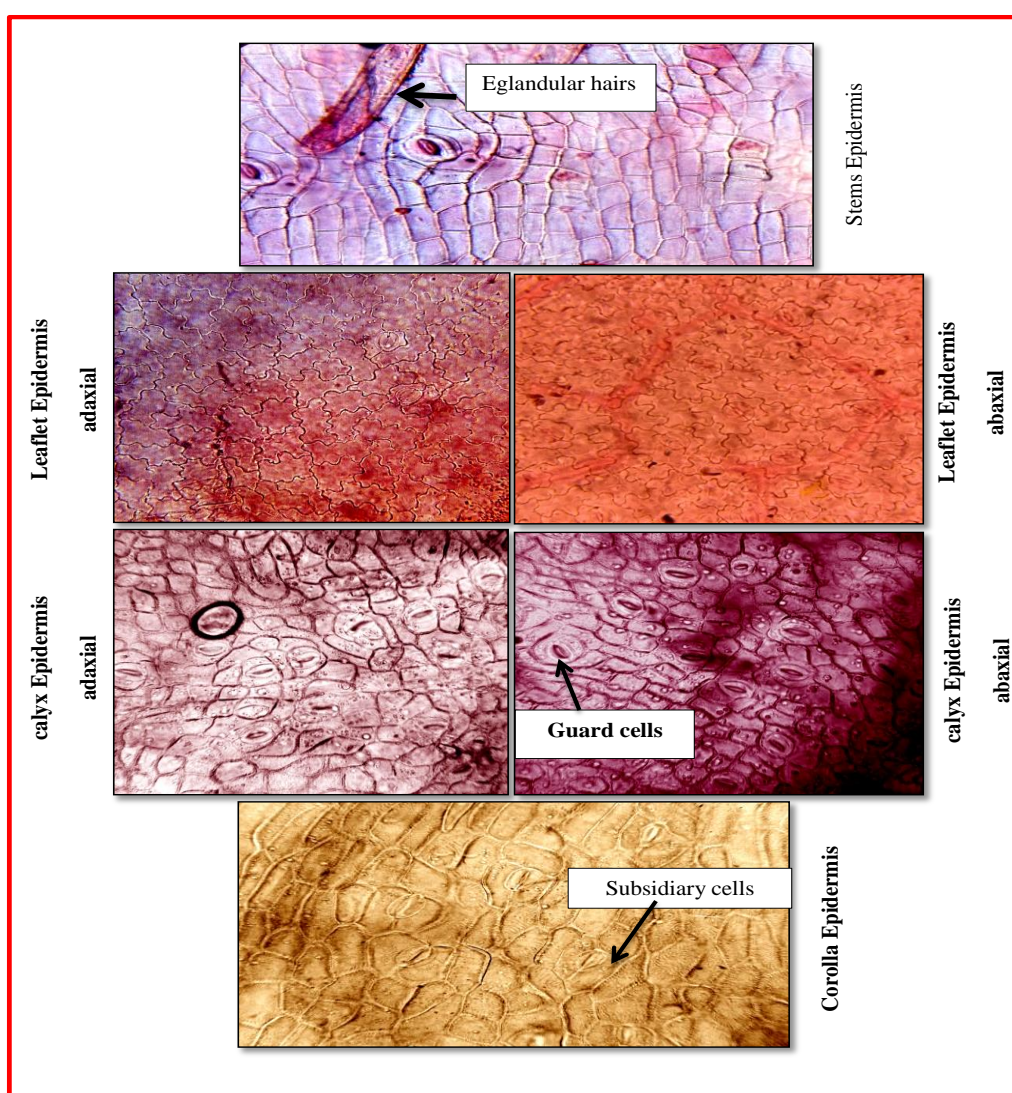 Eglandular hairs
Stems Epidermis
Leaflet Epidermis
adaxial
Leaflet Epidermis
abaxial
calyx Epidermis
adaxial
calyx Epidermis
abaxial
Guard cells
Subsidiary cells
Corolla Epidermis